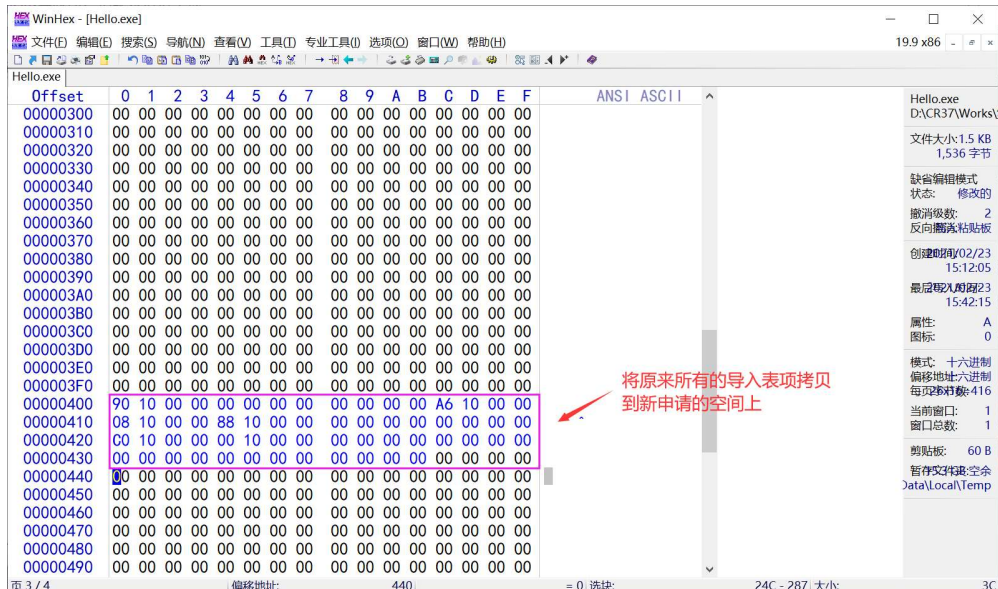 WinHex - [Hello.exe]
文件(F) 编辑(E) 搜索(S) 导航(N) 查看(V) 工具(T) 专业工具(I) 选项(O) 窗口(W) 帮助(H)
19.9 x86
Hello.exe
Offset 0 1 2 3 4 5 6 7 8 9 A B C D E F ANSI ASCII
00000300 00 00 00 00 00 00 00 00 00 00 00 00 00 00 00 00
00000310 00 00 00 00 00 00 00 00 00 00 00 00 00 00 00 00
00000320 00 00 00 00 00 00 00 00 00 00 00 00 00 00 00 00
00000330 00 00 00 00 00 00 00 00 00 00 00 00 00 00 00 00
00000340 00 00 00 00 00 00 00 00 00 00 00 00 00 00 00 00
00000350 00 00 00 00 00 00 00 00 00 00 00 00 00 00 00 00
00000360 00 00 00 00 00 00 00 00 00 00 00 00 00 00 00 00
00000370 00 00 00 00 00 00 00 00 00 00 00 00 00 00 00 00
00000380 00 00 00 00 00 00 00 00 00 00 00 00 00 00 00 00
00000390 00 00 00 00 00 00 00 00 00 00 00 00 00 00 00 00
000003A0 00 00 00 00 00 00 00 00 00 00 00 00 00 00 00 00
000003B0 00 00 00 00 00 00 00 00 00 00 00 00 00 00 00 00
000003C0 00 00 00 00 00 00 00 00 00 00 00 00 00 00 00 00
000003D0 00 00 00 00 00 00 00 00 00 00 00 00 00 00 00 00
000003E0 00 00 00 00 00 00 00 00 00 00 00 00 00 00 00 00
000003F0 00 00 00 00 00 00 00 00 00 00 00 00 00 00 00 00
00000400 90 10 00 00 00 00 00 00 00 00 00 00 A6 10 00 00
00000410 08 10 00 00 88 10 00 00 00 00 00 00 00 00 00 00
00000420 C0 10 00 00 00 10 00 00 00 00 00 00 00 00 00 00
00000430 00 00 00 00 00 00 00 00 00 00 00 00 00 00 00 00
00000440 00 00 00 00 00 00 00 00 00 00 00 00 00 00 00 00
00000450 00 00 00 00 00 00 00 00 00 00 00 00 00 00 00 00
00000460 00 00 00 00 00 00 00 00 00 00 00 00 00 00 00 00
00000470 00 00 00 00 00 00 00 00 00 00 00 00 00 00 00 00
00000480 00 00 00 00 00 00 00 00 00 00 00 00 00 00 00 00
00000490 00 00 00 00 00 00 00 00 00 00 00 00 00 00 00 00
将原来所有的导入表项拷贝
到新申请的空间上
Hello.exe
D:\CR37\Works\
文件大小:1.5 KB
1,536 字节
缺省编辑模式
状态: 修改的
撤消级数: 2
反向 粘贴板
/02/23
15:12:05
23
15:42:15
属性: A
图标: 0
模式: 十六进制
偏移地址: 六进制
416
当前窗口: 1
窗口总数: 1
剪贴板: 60 B
空余
Data\Local\Temp
页 3 / 4 偏移地址: 440 = 0 选块: 24C - 287 大小: 3C